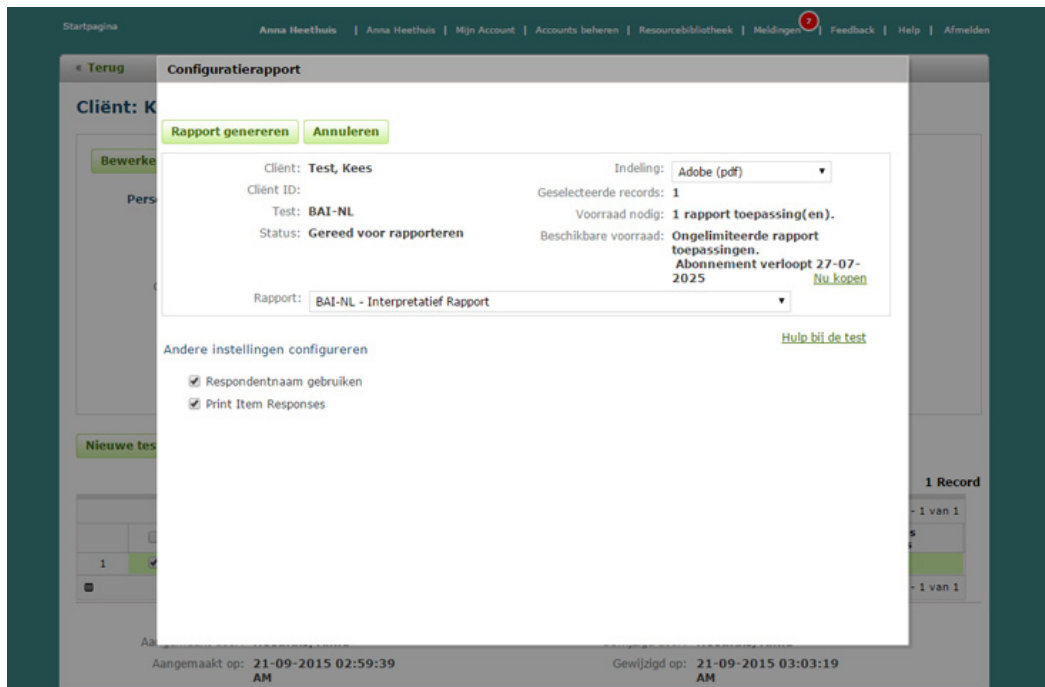 Startpagina Anna Heethuis | Anna Heethuis | Mijn Account | Accounts beheren | Resourcebibliotheek | Meldingen 7 | Feedback | Help | Afmelden
« Terug Configuratierapport
Cliënt: K
Rapport genereren Annuleren
Bewerke
Cliënt: Test, Kees Indeling: Adobe (pdf)
Cliënt ID: Geselecteerde records: 1
Pers
Test: BAI-NL Voorraad nodig: 1 rapport toepassing(en).
Status: Gereed voor rapporteren Beschikbare voorraad: Ongelimiteerde rapport
toepassingen.
Abonnement verloopt 27-07-
2025 Nu kopen
Rapport: BAI-NL - Interpretatief Rapport
Hulp bij de test
Andere instellingen configureren
Respondentnaam gebruiken
Print Item Responses
Nieuwe tes
1 Record
- 1 van 1
1
- 1 van 1
Aangemaakt op: 21-09-2015 02:59:39 Gewijzigd op: 21-09-2015 03:03:19
AM AM